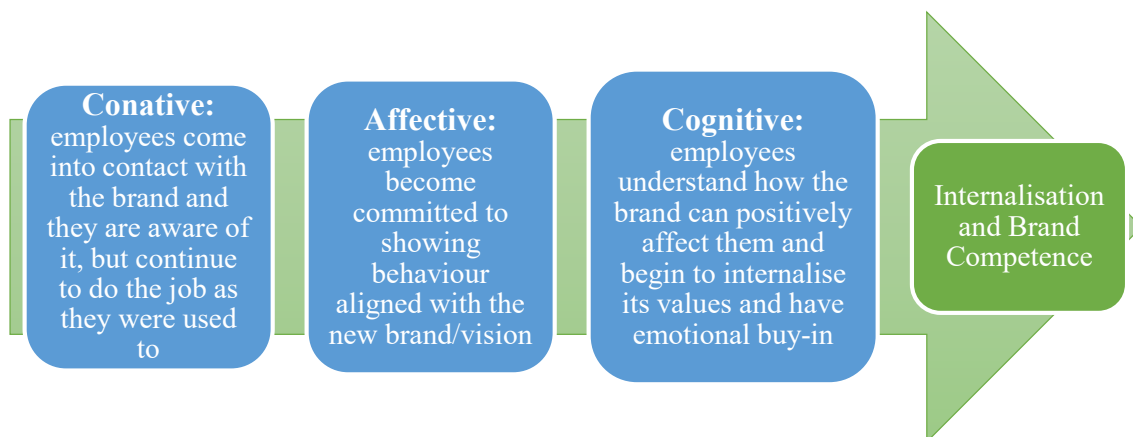 Conative:
employees come
into contact with
the brand and
they are aware of
it, but continue
to do the job as
they were used
to
Affective:
employees
become
committed to
showing
behaviour
aligned with the
new brand/vision
Cognitive:
employees
understand how the
brand can positively
affect them and
begin to internalise
its values and have
emotional buy-in
Internalisation
and Brand
Competence